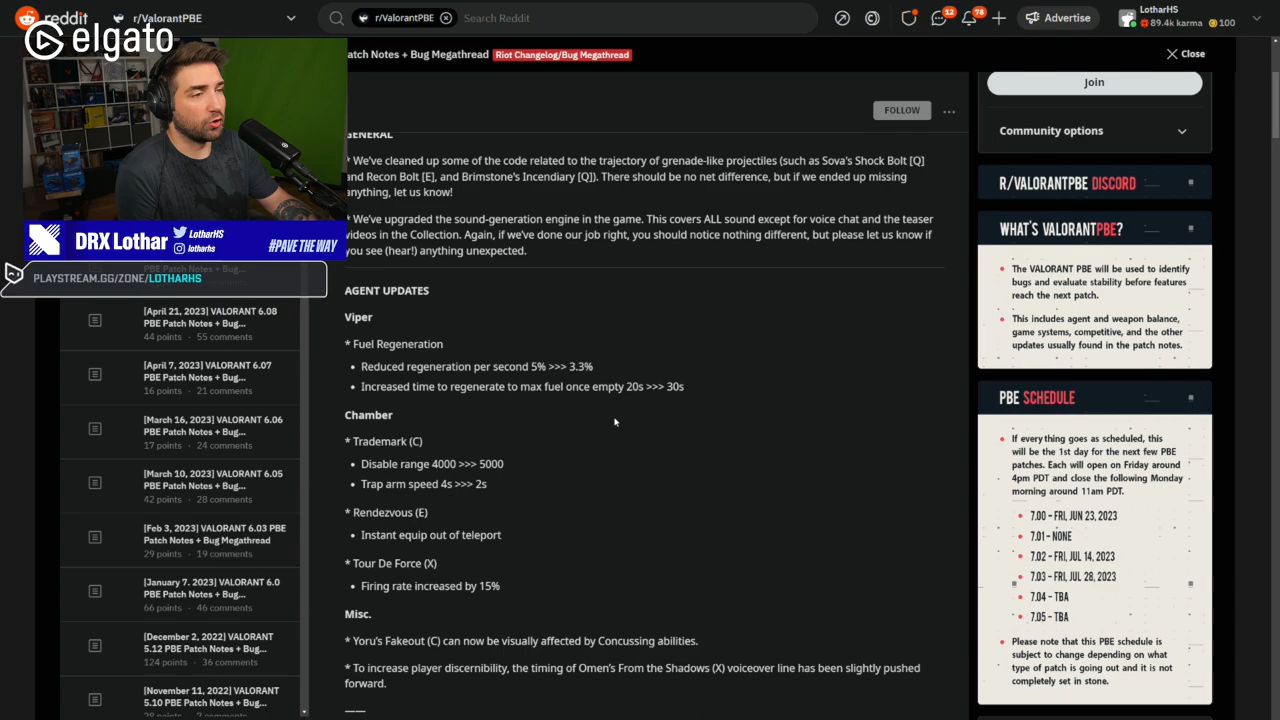 reddit
r/ValorantPBE
r/ValorantPBE
Search Reddit
12
78
Advertise
LotharHS
89.4k karma
100
elgato
atch Notes + Bug Megathread
Riot Changelog/Bug Megathread
Close
FOLLOW
...
GENERAL
* We've cleaned up some of the code related to the trajectory of grenade-like projectiles (such as Sova's Shock Bolt [Q]
and Recon Bolt [E], and Brimstone's Incendiary [Q]). There should be no net difference, but if we ended up missing
anything, let us know!
* We've upgraded the sound-generation engine in the game. This covers ALL sound except for voice chat and the teaser
videos in the Collection. Again, if we've done our job right, you should notice nothing different, but please let us know if
you see (hear!) anything unexpected.
AGENT UPDATES
Viper
* Fuel Regeneration
• Reduced regeneration per second 5% >>> 3.3%
• Increased time to regenerate to max fuel once empty 20s >>> 30s
Chamber
* Trademark (C)
• Disable range 4000 >>> 5000
• Trap arm speed 4s >>> 2s
* Rendezvous (E)
• Instant equip out of teleport
* Tour De Force (X)
• Firing rate increased by 15%
Misc.
* Yoru's Fakeout (C) can now be visually affected by Concussing abilities.
* To increase player discernibility, the timing of Omen's From the Shadows (X) voiceover line has been slightly pushed
forward.
DRX Lothar
LotharHS
lotharhs
#PAVE THE WAY
PLAYSTREAM.GG/ZONE/LOTHARHS
PBE Patch Notes + Bug...
[April 21, 2023] VALORANT 6.08
PBE Patch Notes + Bug...
44 points · 55 comments
[April 7, 2023] VALORANT 6.07
PBE Patch Notes + Bug...
16 points · 21 comments
[March 16, 2023] VALORANT 6.06
PBE Patch Notes + Bug...
17 points · 24 comments
[March 10, 2023] VALORANT 6.05
PBE Patch Notes + Bug...
42 points · 28 comments
[Feb 3, 2023] VALORANT 6.03 PBE
Patch Notes + Bug Megathread
29 points · 19 comments
[January 7. 2023] VALORANT 6.0
PBE Patch Notes + Bug...
66 points · 46 comments
[December 2, 2022] VALORANT
5.12 PBE Patch Notes + Bug...
124 points · 36 comments
[November 11, 2022] VALORANT
5.10 PBE Patch Notes + Bug...
Join
Community options
R/VALORANTPBE DISCORD
WHAT'S VALORANTPBE?
• The VALORANT PBE will be used to identify
bugs and evaluate stability before features
reach the next patch.
• This includes agent and weapon balance,
game systems, competitive, and the other
updates usually found in the patch notes.
PBE SCHEDULE
• If everything goes as scheduled, this
will be the 1st day for the next few PBE
patches. Each will open on Friday around
4pm PDT and close the following Monday
morning around 11am PDT.
• 7.00 - FRI, JUN 23, 2023
• 7.01 - NONE
• 7.02 - FRI, JUL 14, 2023
• 7.03 - FRI, JUL 28, 2023
• 7.04 - TBA
• 7.05 - TBA
• Please note that this PBE schedule is
subject to change depending on what
type of patch is going out and it is not
completely set in stone.